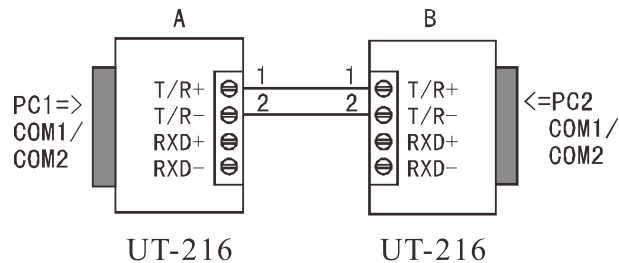 A
B
PC1=>
COM1/
COM2
T/R+
T/R-
RXD+
RXD-
1
2
1
2
T/R+
T/R-
RXD+
RXD-
<=PC2
COM1/
COM2
UT-216
UT-216